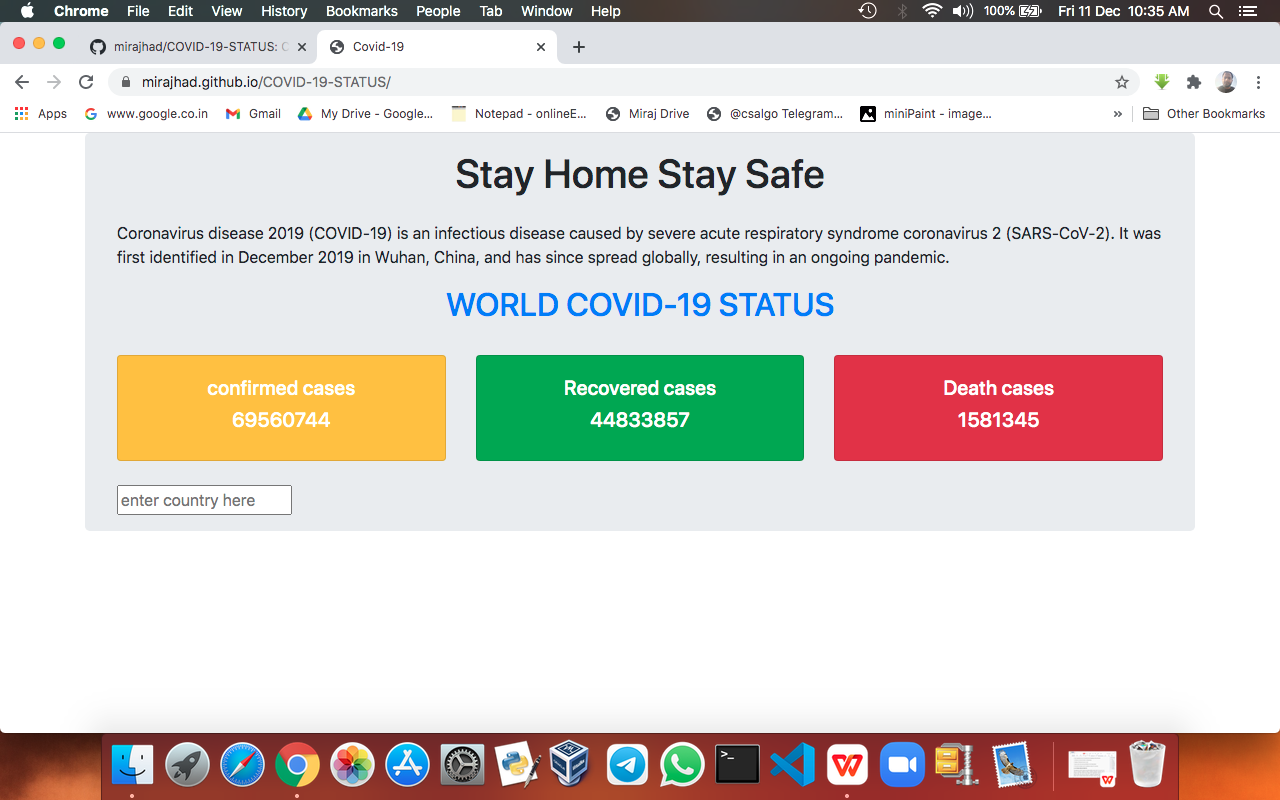 Chrome File Edit View History Bookmarks People Tab Window Help 100% Fri 11 Dec 10:35 AM
mirajhad/COVID-19-STATUS: C Covid-19
mirajhad.github.io/COVID-19-STATUS/
Apps www.google.co.in Gmail My Drive - Google... Notepad - onlineE... Miraj Drive @csalgo Telegram... miniPaint - image... » Other Bookmarks
Stay Home Stay Safe
Coronavirus disease 2019 (COVID-19) is an infectious disease caused by severe acute respiratory syndrome coronavirus 2 (SARS-CoV-2). It was
first identified in December 2019 in Wuhan, China, and has since spread globally, resulting in an ongoing pandemic.
WORLD COVID-19 STATUS
confirmed cases Recovered cases Death cases
69560744 44833857 1581345
enter country here